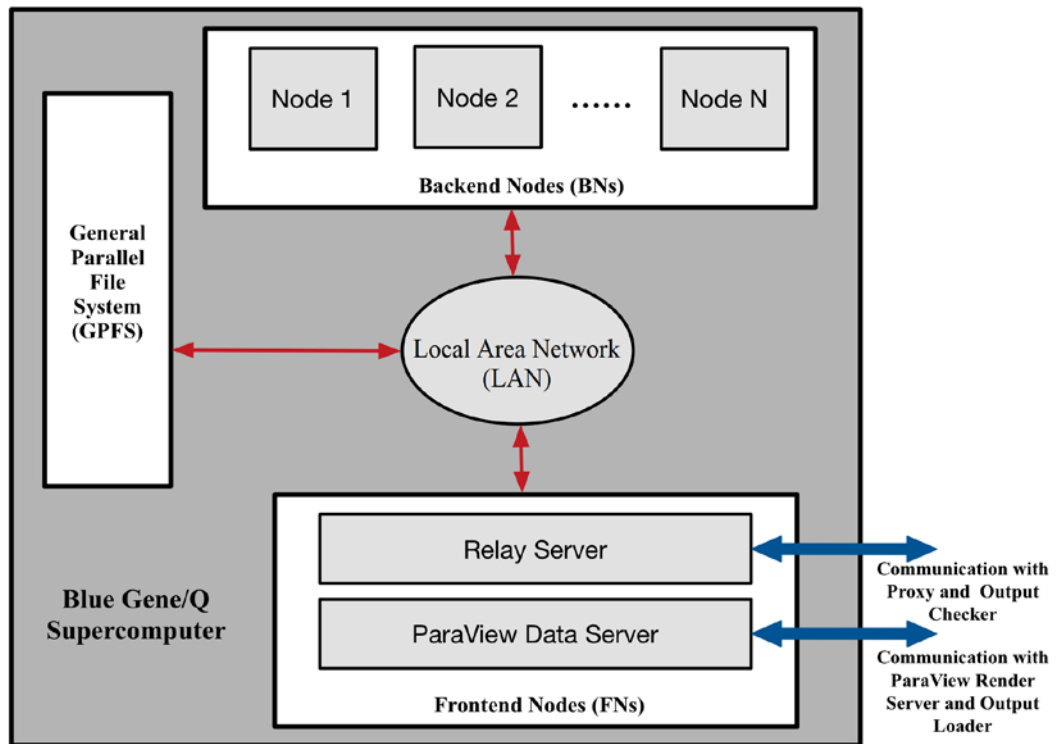 Node 1
Node 2
......
Node N
Backend Nodes (BNs)
General
Parallel
File
System
(GPFS)
Local Area Network
(LAN)
Relay Server
ParaView Data Server
Frontend Nodes (FNs)
Blue Gene/Q
Supercomputer
Communication with
Proxy and Output
Checker
Communication with
ParaView Render
Server and Output
Loader